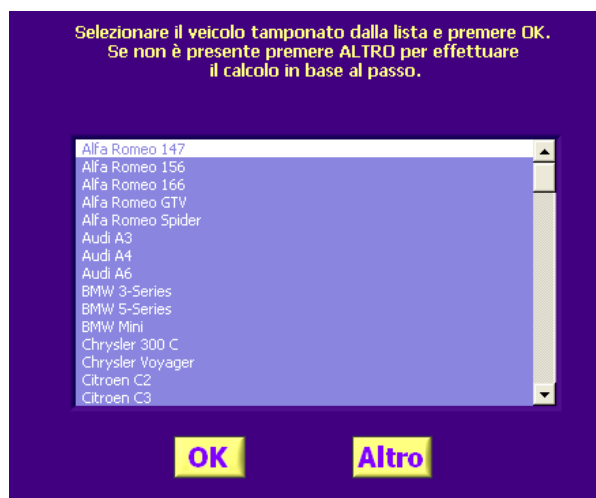 Selezionare il veicolo tamponato dalla lista e premere OK.
Se non è presente premere ALTRO per effettuare
il calcolo in base al passo.
Alfa Romeo 147
Alfa Romeo 156
Alfa Romeo 166
Alfa Romeo GTV
Alfa Romeo Spider
Audi A3
Audi A4
Audi A6
BMW 3-Series
BMW 5-Series
BMW Mini
Chrysler 300 C
Chrysler Voyager
Citroen C2
Citroen C3
OK Altro